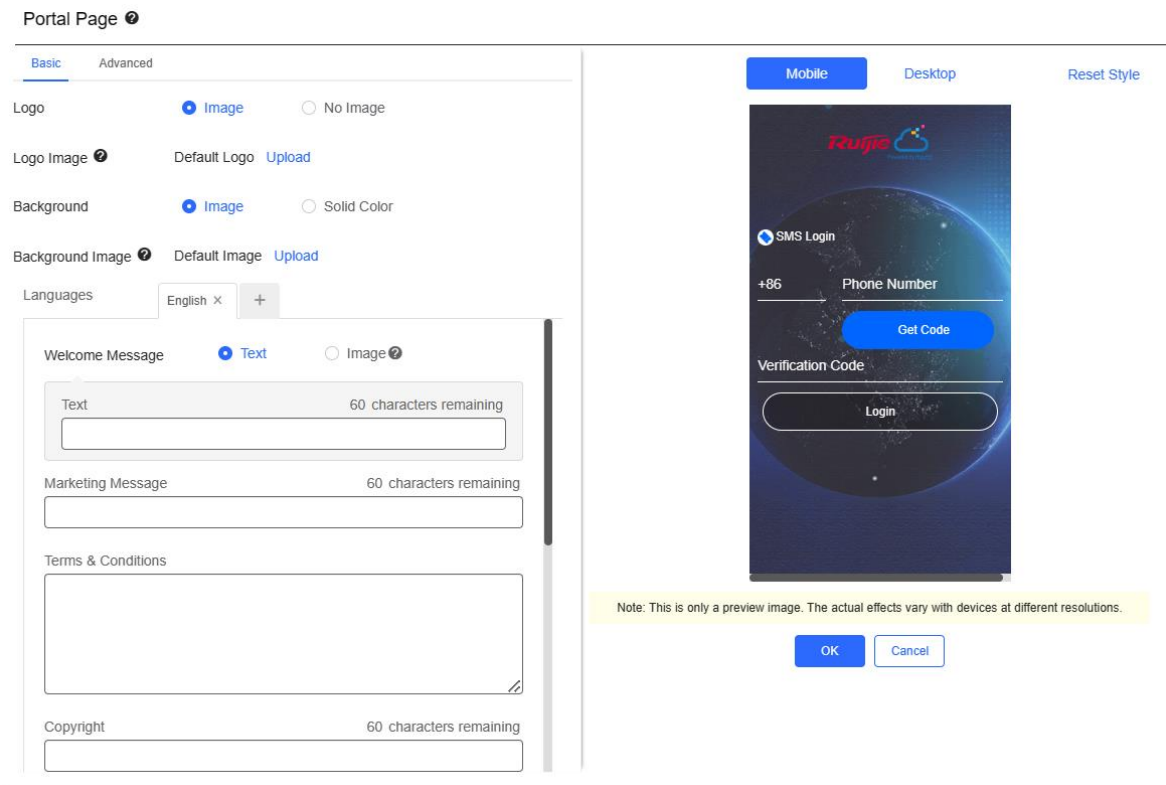 Portal Page
Basic Advanced
Logo Image No Image
Logo Image Default Logo Upload
Background Image Solid Color
Background Image Default Image Upload
Languages English × +
Welcome Message Text Image
Text 60 characters remaining
Marketing Message 60 characters remaining
Terms & Conditions
Copyright 60 characters remaining
Mobile Desktop Reset Style
Ruijie
SMS Login
+86 Phone Number
Get Code
Verification Code
Login
Note: This is only a preview image. The actual effects vary with devices at different resolutions.
OK Cancel